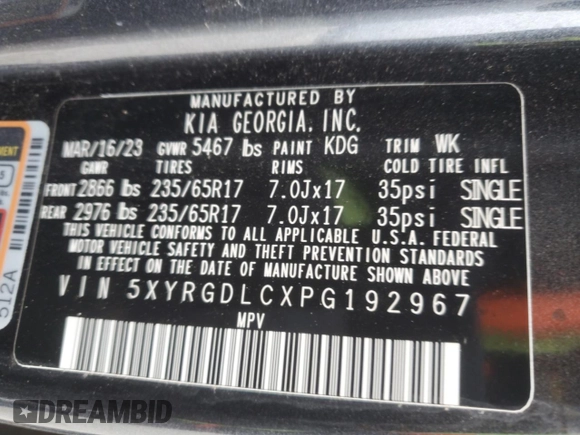 MANUFACTURED BY
KIA GEORGIA, INC.
MAR/16/23 GVWR 5467 lbs PAINT KDG TRIM WK
GAWR TIRES RIMS COLD TIRE INFL
FRONT 2866 lbs 235/65R17 7.0Jx17 35psi SINGLE
REAR 2976 lbs 235/65R17 7.0Jx17 35psi SINGLE
THIS VEHICLE CONFORMS TO ALL APPLICABLE U.S.A. FEDERAL
MOTOR VEHICLE SAFETY AND THEFT PREVENTION STANDARDS
IN EFFECT ON THE DATE OF MANUFACTURE SHOWN ABOVE.
VIN 5XYRGDLCXPG192967
MPV
512A
DREAMBID